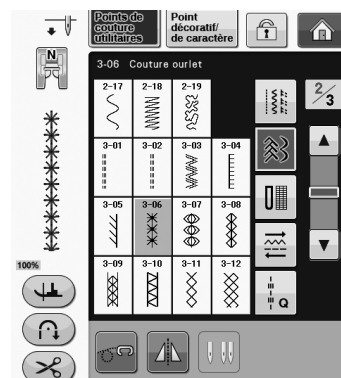 Points de
couture
utilitaires
Point
décoratif/
de caractère
N
3-06 Couture ourlet
2-17 2-18 2-19
2/3
3-01 3-02 3-03 3-04
3-05 3-06 3-07 3-08
100%
3-09 3-10 3-11 3-12
Q